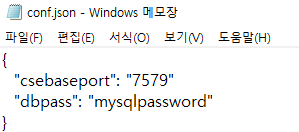 conf.json - Windows 메모장
파일(F) 편집(E) 서식(O) 보기(V) 도움말(H)
{
"csebaseport": "7579"
"dbpass": "mysqlpassword"
}